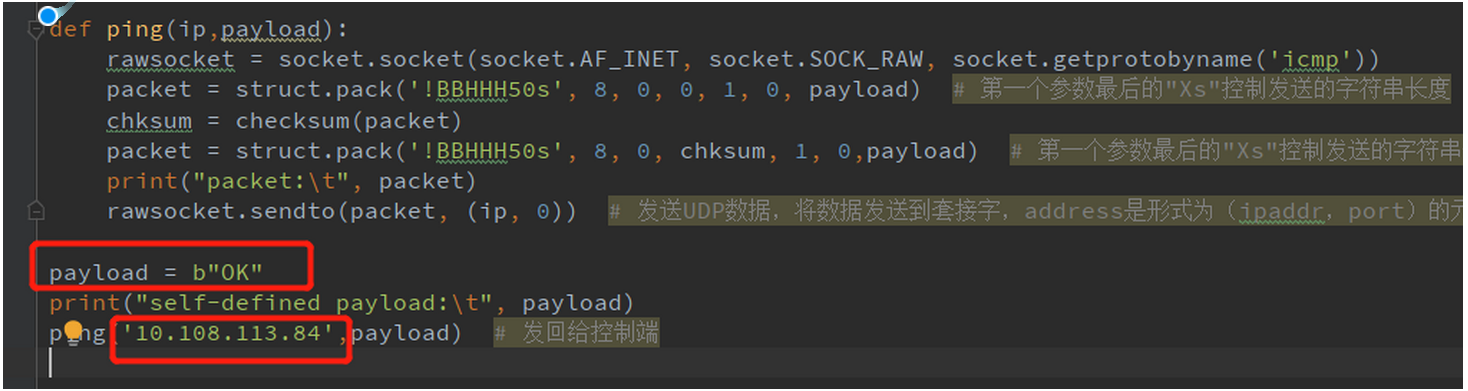 def ping(ip,payload):
rawsocket = socket.socket(socket.AF_INET, socket.SOCK_RAW, socket.getprotobyname('icmp'))
packet = struct.pack('!BBHHH50s', 8, 0, 0, 1, 0, payload)  # 第一个参数最后的"Xs"控制发送的字符串长度
chksum = checksum(packet)
packet = struct.pack('!BBHHH50s', 8, 0, chksum, 1, 0,payload)  # 第一个参数最后的"Xs"控制发送的字符串
print("packet:\t", packet)
rawsocket.sendto(packet, (ip, 0))  # 发送UDP数据，将数据发送到套接字，address是形式为（ipaddr，port）的元
payload = b"OK"
print("self-defined payload:\t", payload)
ping('10.108.113.84',payload)  # 发回给控制端